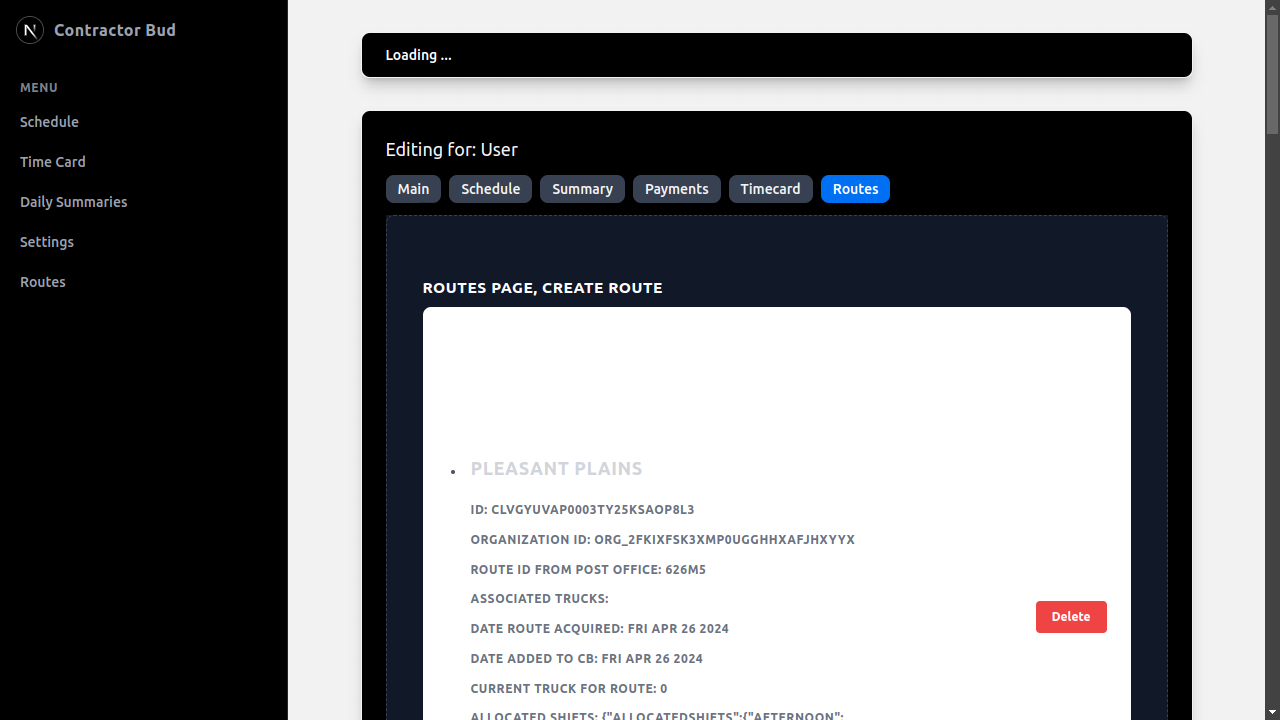 Contractor Bud
MENU
Schedule
Time Card
Daily Summaries
Settings
Routes
Loading ...
Editing for: User
Main Schedule Summary Payments Timecard Routes
ROUTES PAGE, CREATE ROUTE
PLEASANT PLAINS
ID: CLVGYUVAP0003TY25KSAOP8L3
ORGANIZATION ID: ORG_2FKIXFSK3XMP0UGGHHXAFJHXYYX
ROUTE ID FROM POST OFFICE: 626M5
ASSOCIATED TRUCKS:
Delete
DATE ROUTE ACQUIRED: FRI APR 26 2024
DATE ADDED TO CB: FRI APR 26 2024
CURRENT TRUCK FOR ROUTE: 0
ALLOCATED SHIFTS: {"ALLOCATEDSHIFTS":{"AFTERNOON":